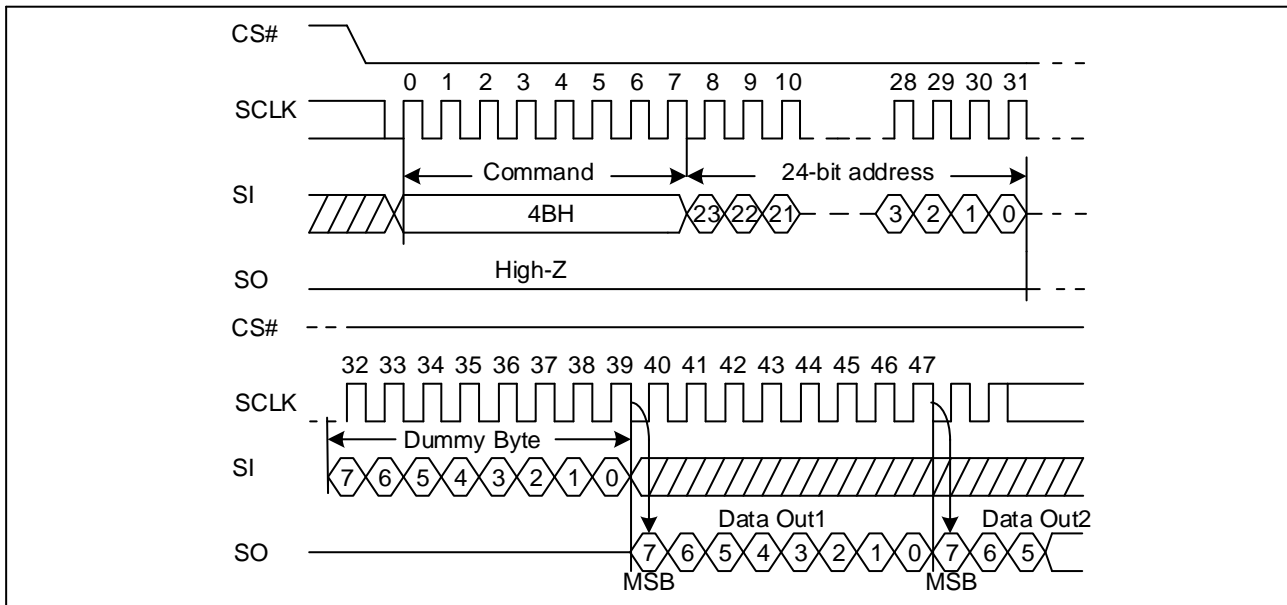 CS#
0 1 2 3 4 5 6 7 8 9 10 28 29 30 31
SCLK
Command 24-bit address
SI
4BH 23 22 21 3 2 1 0
High-Z
SO
CS#
32 33 34 35 36 37 38 39 40 41 42 43 44 45 46 47
SCLK
Dummy Byte
SI
7 6 5 4 3 2 1 0
Data Out1 Data Out2
SO
7 6 5 4 3 2 1 0 7 6 5
MSB MSB